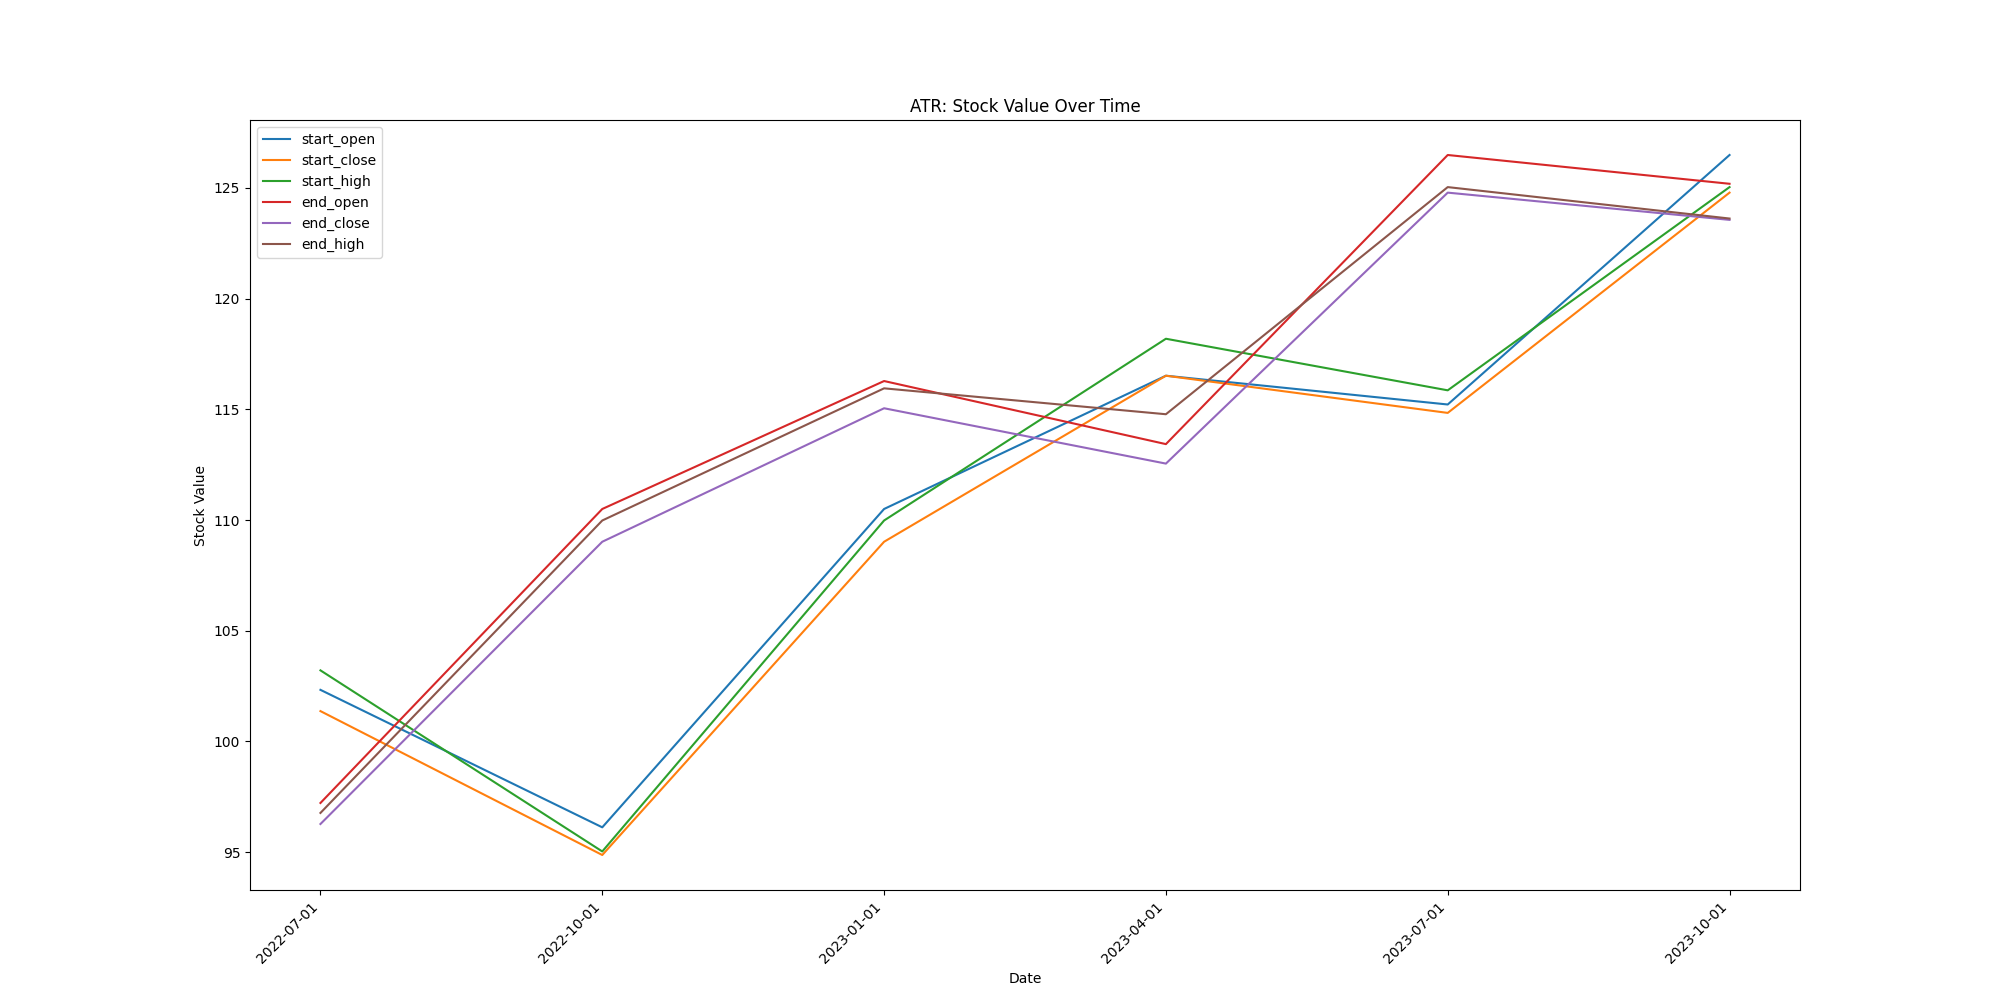 ATR: Stock Value Over Time
start_open
start_close
start_high
end_open
end_close
end_high
Stock Value
125
120
115
110
105
100
95
2022-07-01
2022-10-01
2023-01-01
2023-04-01
2023-07-01
2023-10-01
Date